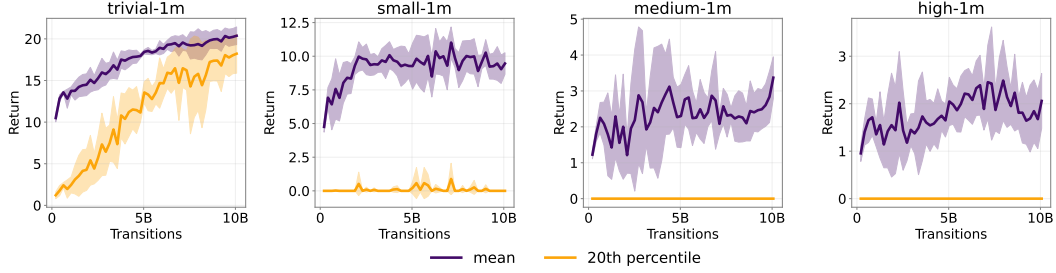 trivial-1m
Return
20
15
10
5
0
0
5B
10B
Transitions
small-1m
Return
12.5
10.0
7.5
5.0
2.5
0.0
0
5B
10B
Transitions
medium-1m
Return
5
4
3
2
1
0
0
5B
10B
Transitions
high-1m
Return
3
2
1
0
0
5B
10B
Transitions
mean
20th percentile